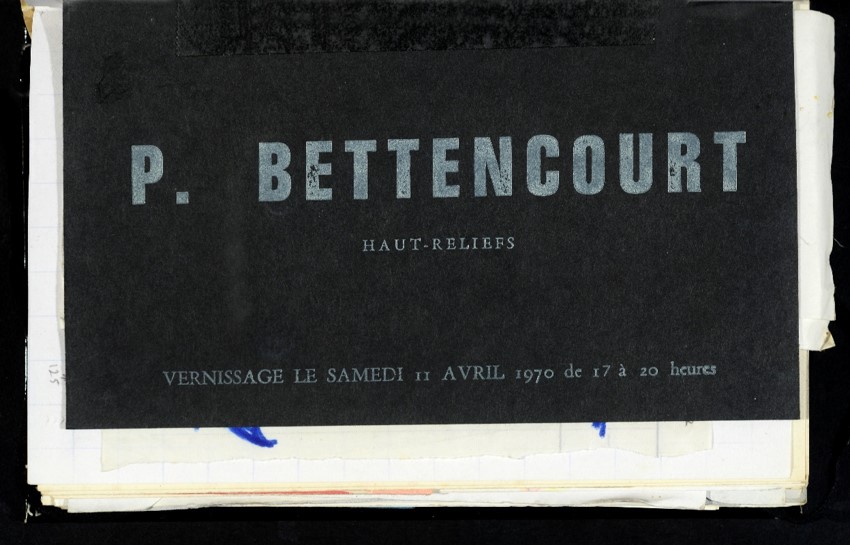 P. BETTENCOURT
HAUT-RELIEFS
VERNISSAGE LE SAMEDI 11 AVRIL 1970 de 17 à 20 heures